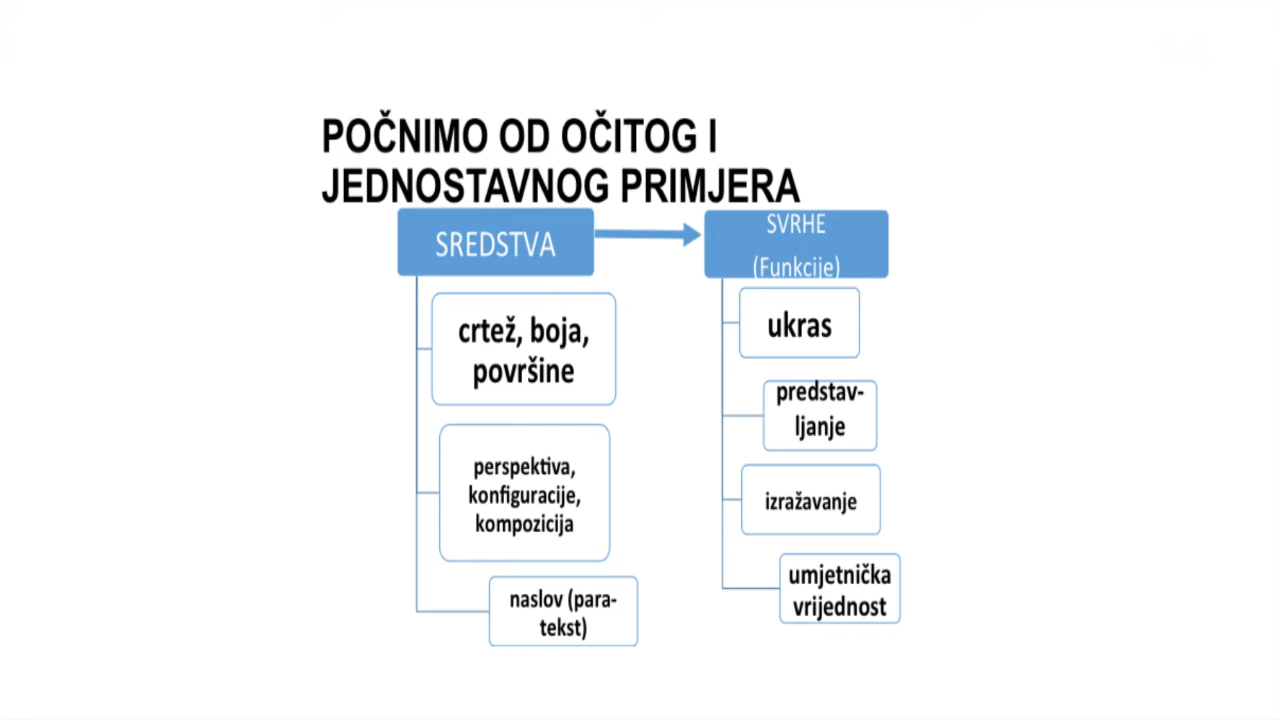 POČNIMO OD OČITOG I
JEDNOSTAVNOG PRIMJERA
SREDSTVA
crtež, boja,
površine
perspektiva,
konfiguracije,
kompozicija
naslov (para-
tekst)
SVRHE
(Funkcije)
ukras
predstav-
ljanje
izražavanje
umjetnička
vrijednost